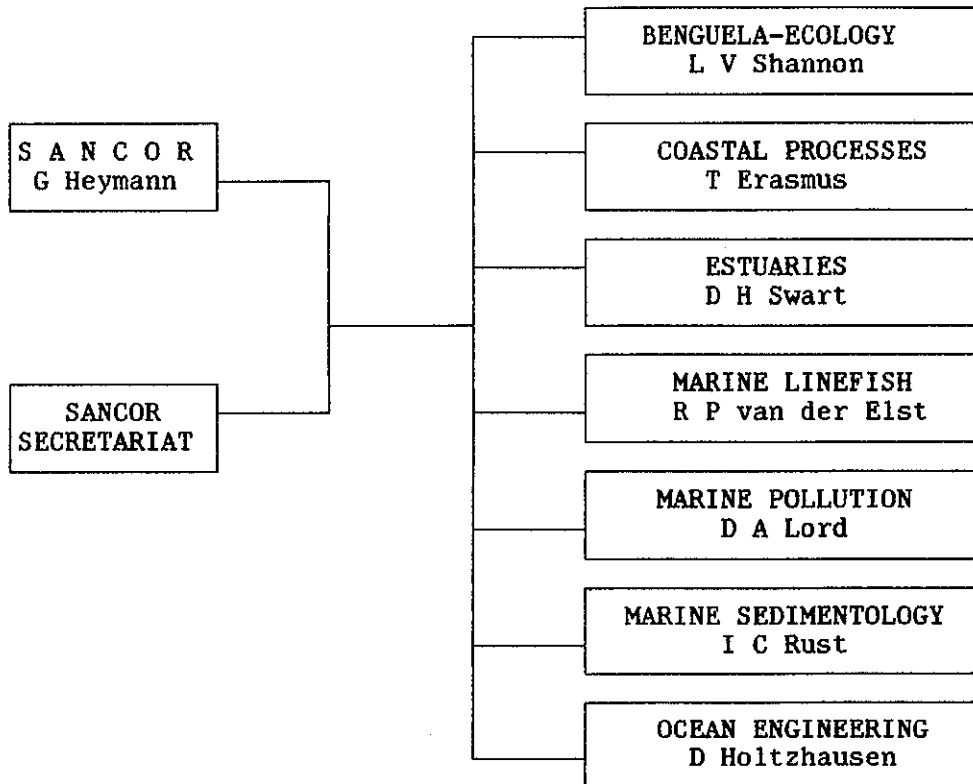 S A N C O R
G Heymann
SANCOR
SECRETARIAT
BENGUELA-ECOLOGY
L V Shannon
COASTAL PROCESSES
T Erasmus
ESTUARIES
D H Swart
MARINE LINEFISH
R P van der Elst
MARINE POLLUTION
D A Lord
MARINE SEDIMENTOLOGY
I C Rust
OCEAN ENGINEERING
D Holtzhausen